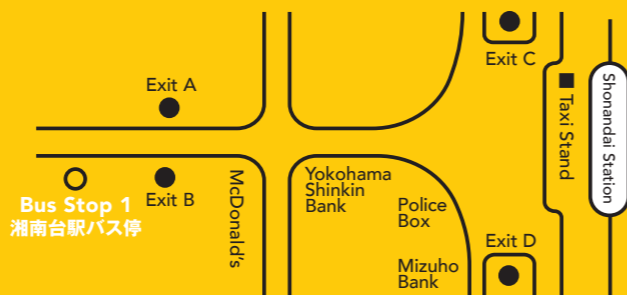 Exit A
Exit B
Bus Stop 1
湘南台駅バス停
McDonald's
Yokohama
Shinkin
Bank
Police
Box
Mizuho
Bank
Exit C
Exit D
Taxi Stand
Shonandai Station